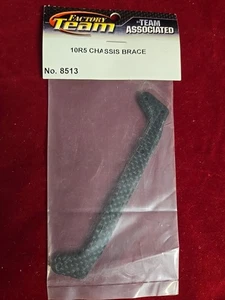 FACTORY
Team
TEAM
ASSOCIATED
10R5 CHASSIS BRACE
No. 8513